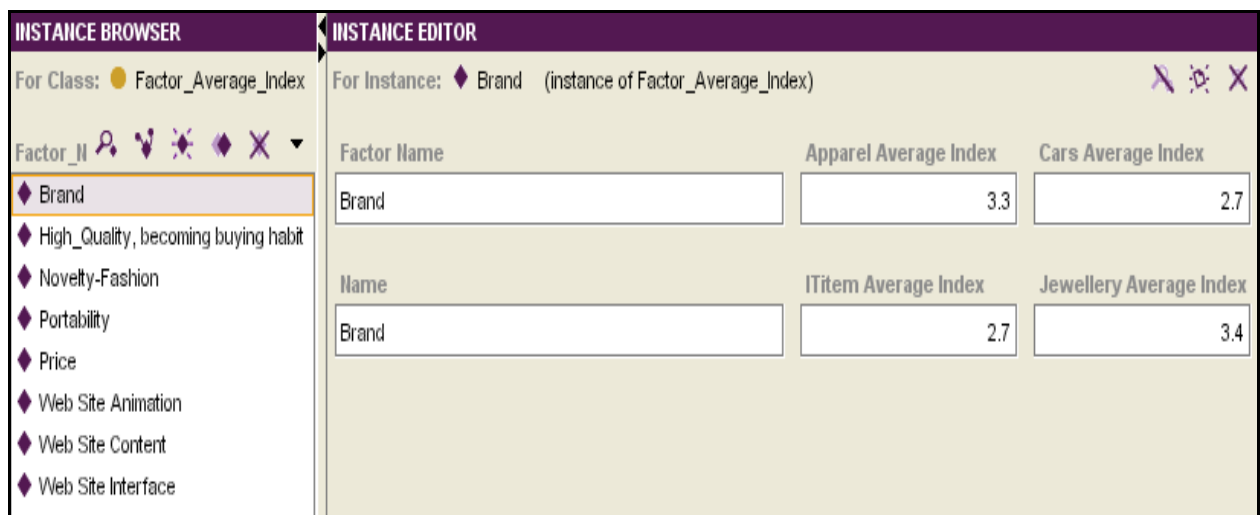 INSTANCE BROWSER
For Class: Factor_Average_Index
Factor_N
Brand
High_Quality, becoming buying habit
Novelty-Fashion
Portability
Price
Web Site Animation
Web Site Content
Web Site Interface
INSTANCE EDITOR
For Instance: Brand (instance of Factor_Average_Index)
Factor Name Apparel Average Index Cars Average Index
Brand 3.3 2.7
Name ITitem Average Index Jewellery Average Index
Brand 2.7 3.4